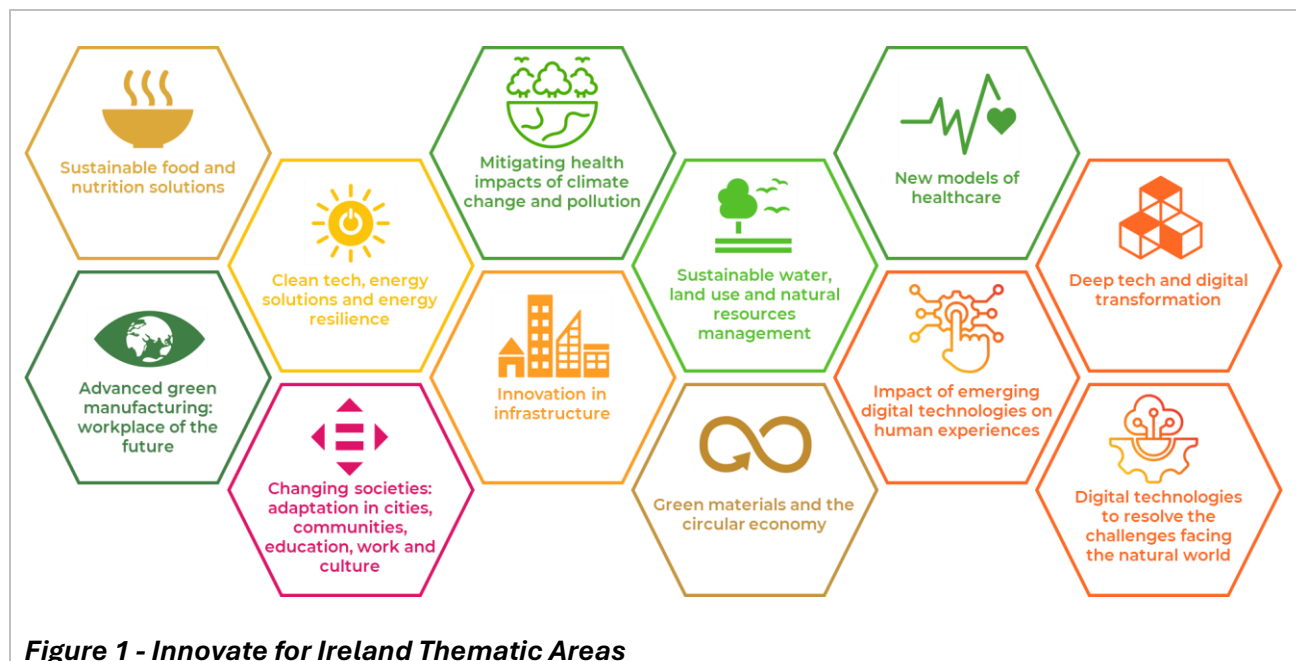 Sustainable food and
nutrition solutions
Mitigating health
impacts of climate
change and pollution
New models of
healthcare
Clean tech, energy
solutions and energy
resilience
Sustainable water,
land use and natural
resources
management
Deep tech and digital
transformation
Advanced green
manufacturing:
workplace of the
future
Innovation in
infrastructure
Impact of emerging
digital technologies on
human experiences
Changing societies:
adaptation in cities,
communities,
education, work and
culture
Green materials and the
circular economy
Digital technologies
to resolve the
challenges facing
the natural world
Figure 1 - Innovate for Ireland Thematic Areas